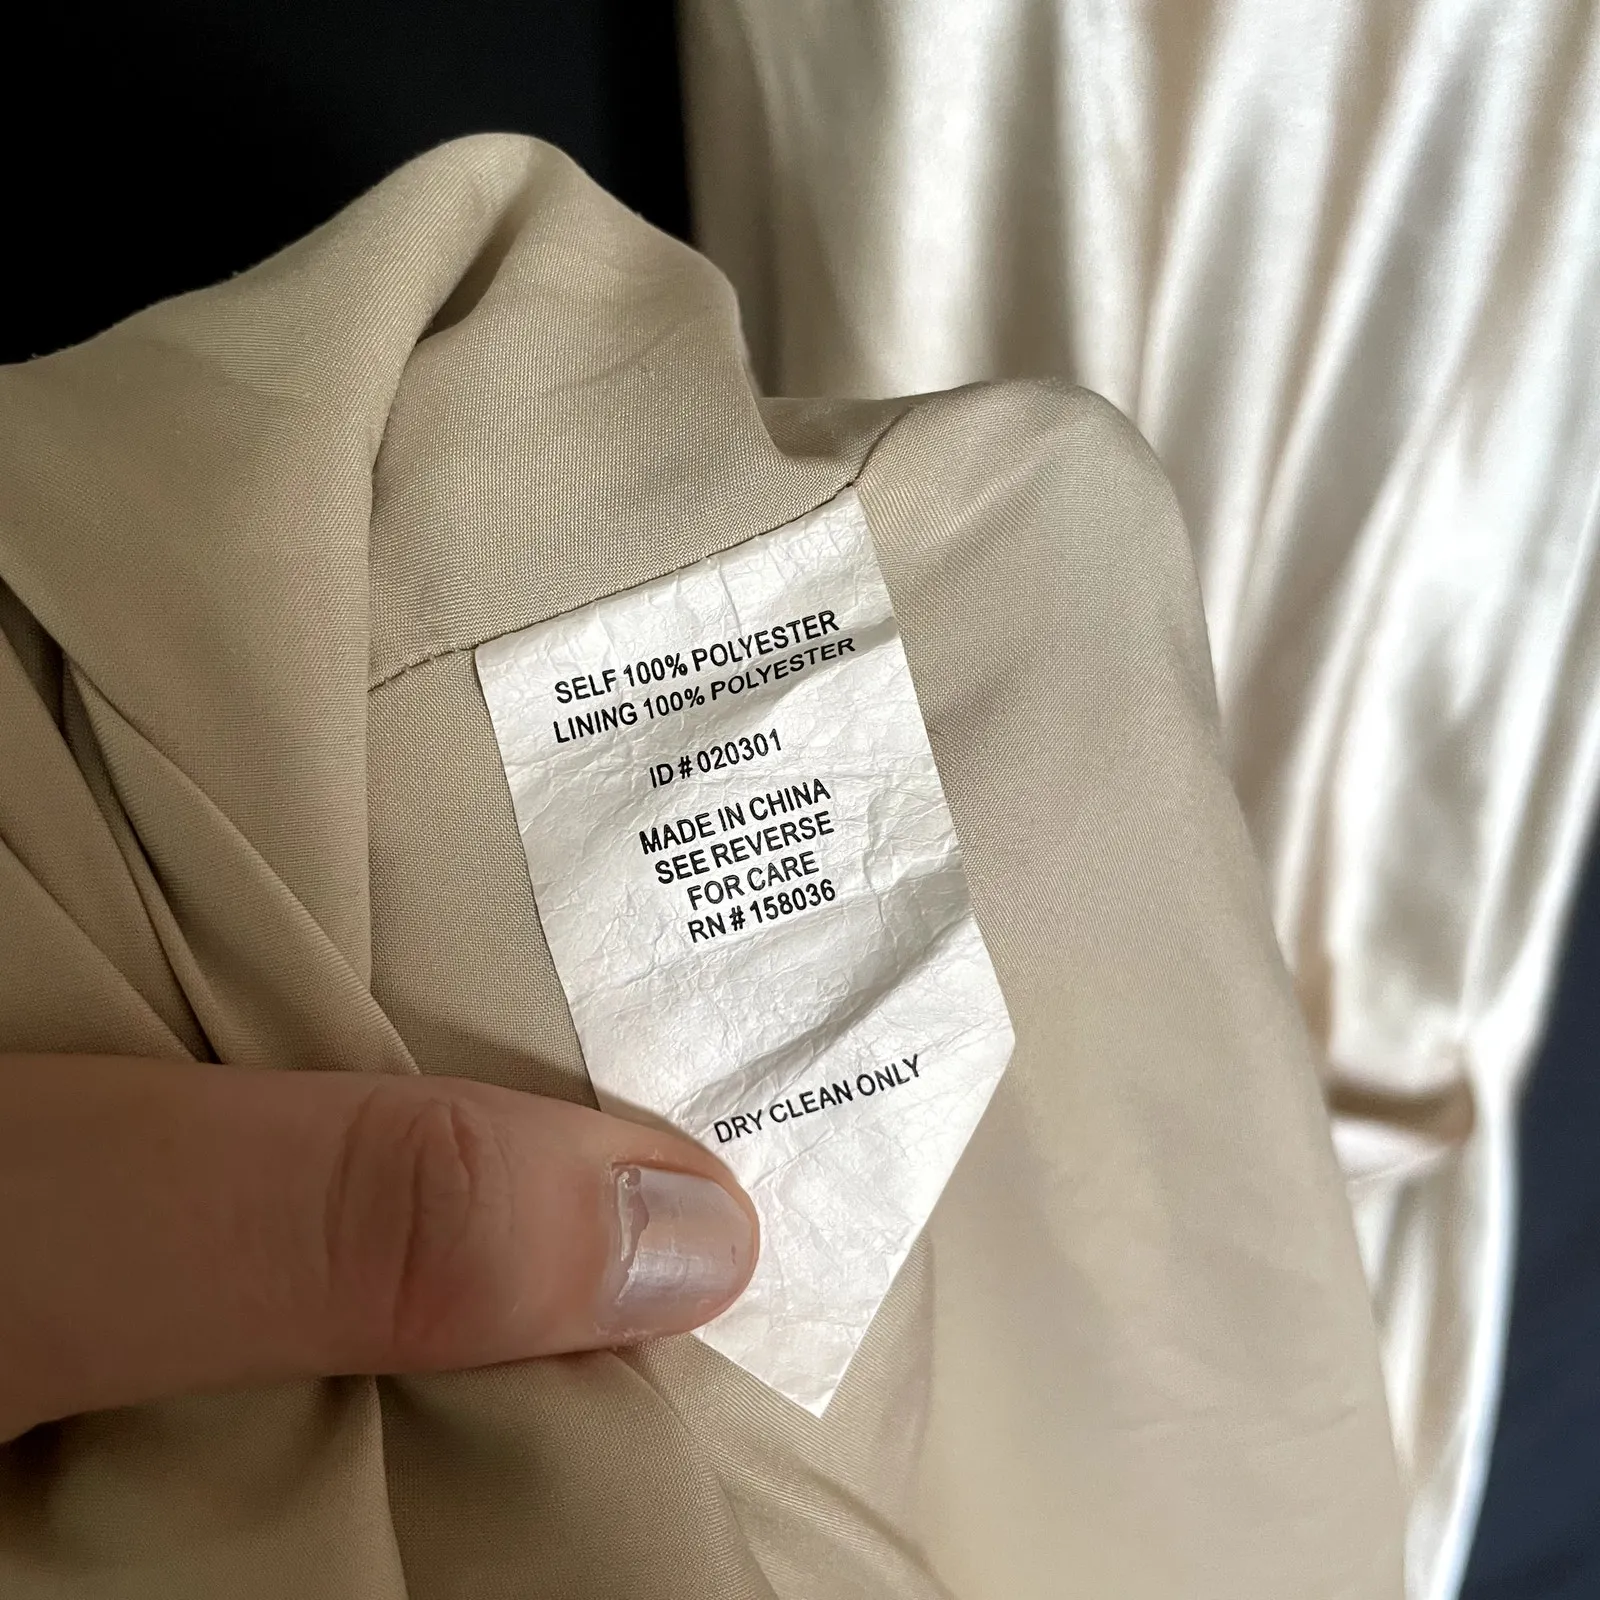 SELF 100% POLYESTER
LINING 100% POLYESTER
ID # 020301
MADE IN CHINA
SEE REVERSE
FOR CARE
RN # 158036
DRY CLEAN ONLY